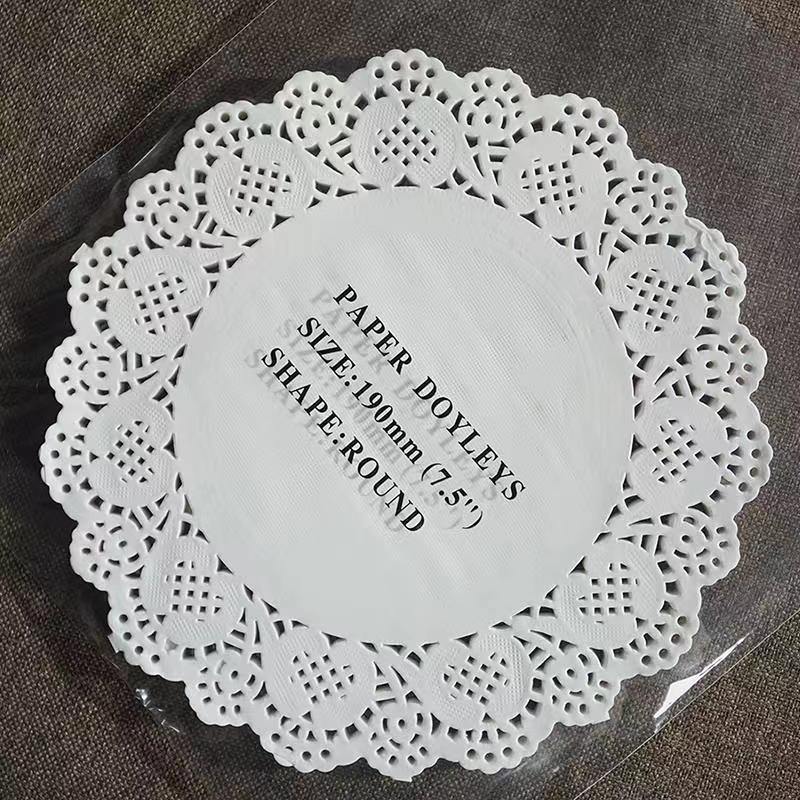 PAPER DOYLEYS
SIZE:190mm (7.5")
SHAPE:ROUND